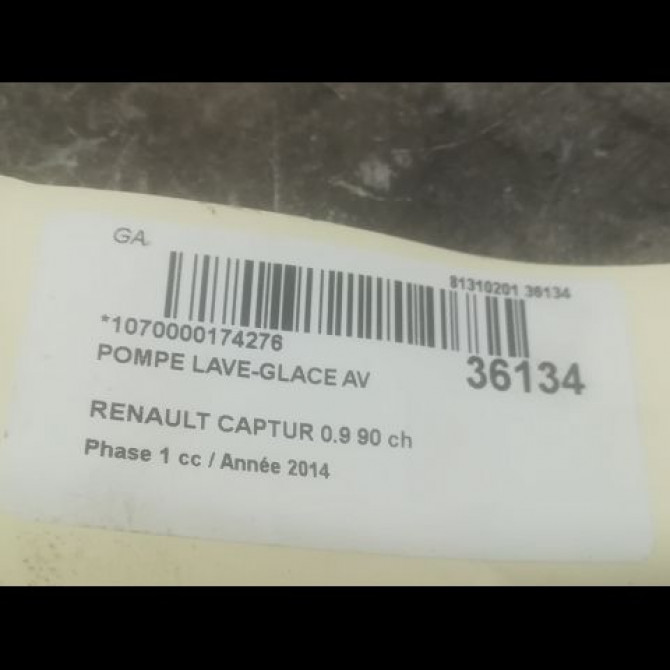 GA.
81310201 36134
*1070000174276
36134
POMPE LAVE-GLACE AV
RENAULT CAPTUR 0.9 90 ch
Phase 1 cc / Année 2014